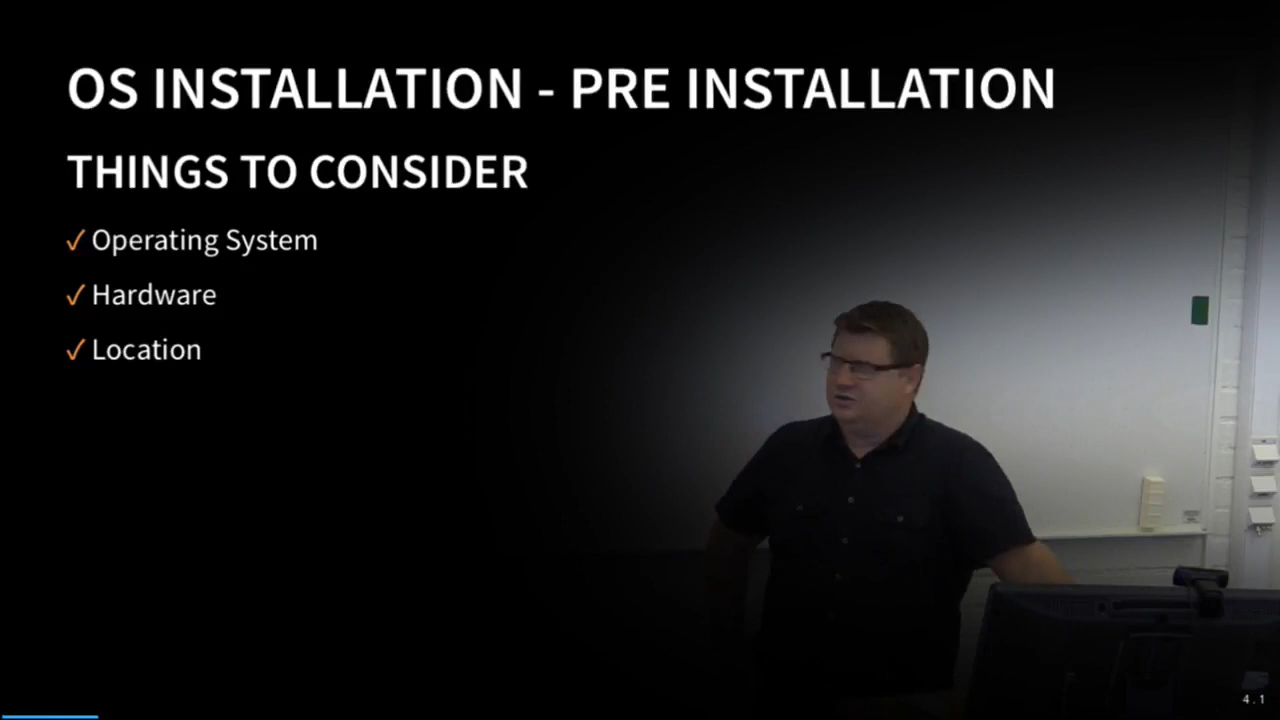 OS INSTALLATION - PRE INSTALLATION
THINGS TO CONSIDER
✓ Operating System
✓ Hardware
✓ Location
4.1